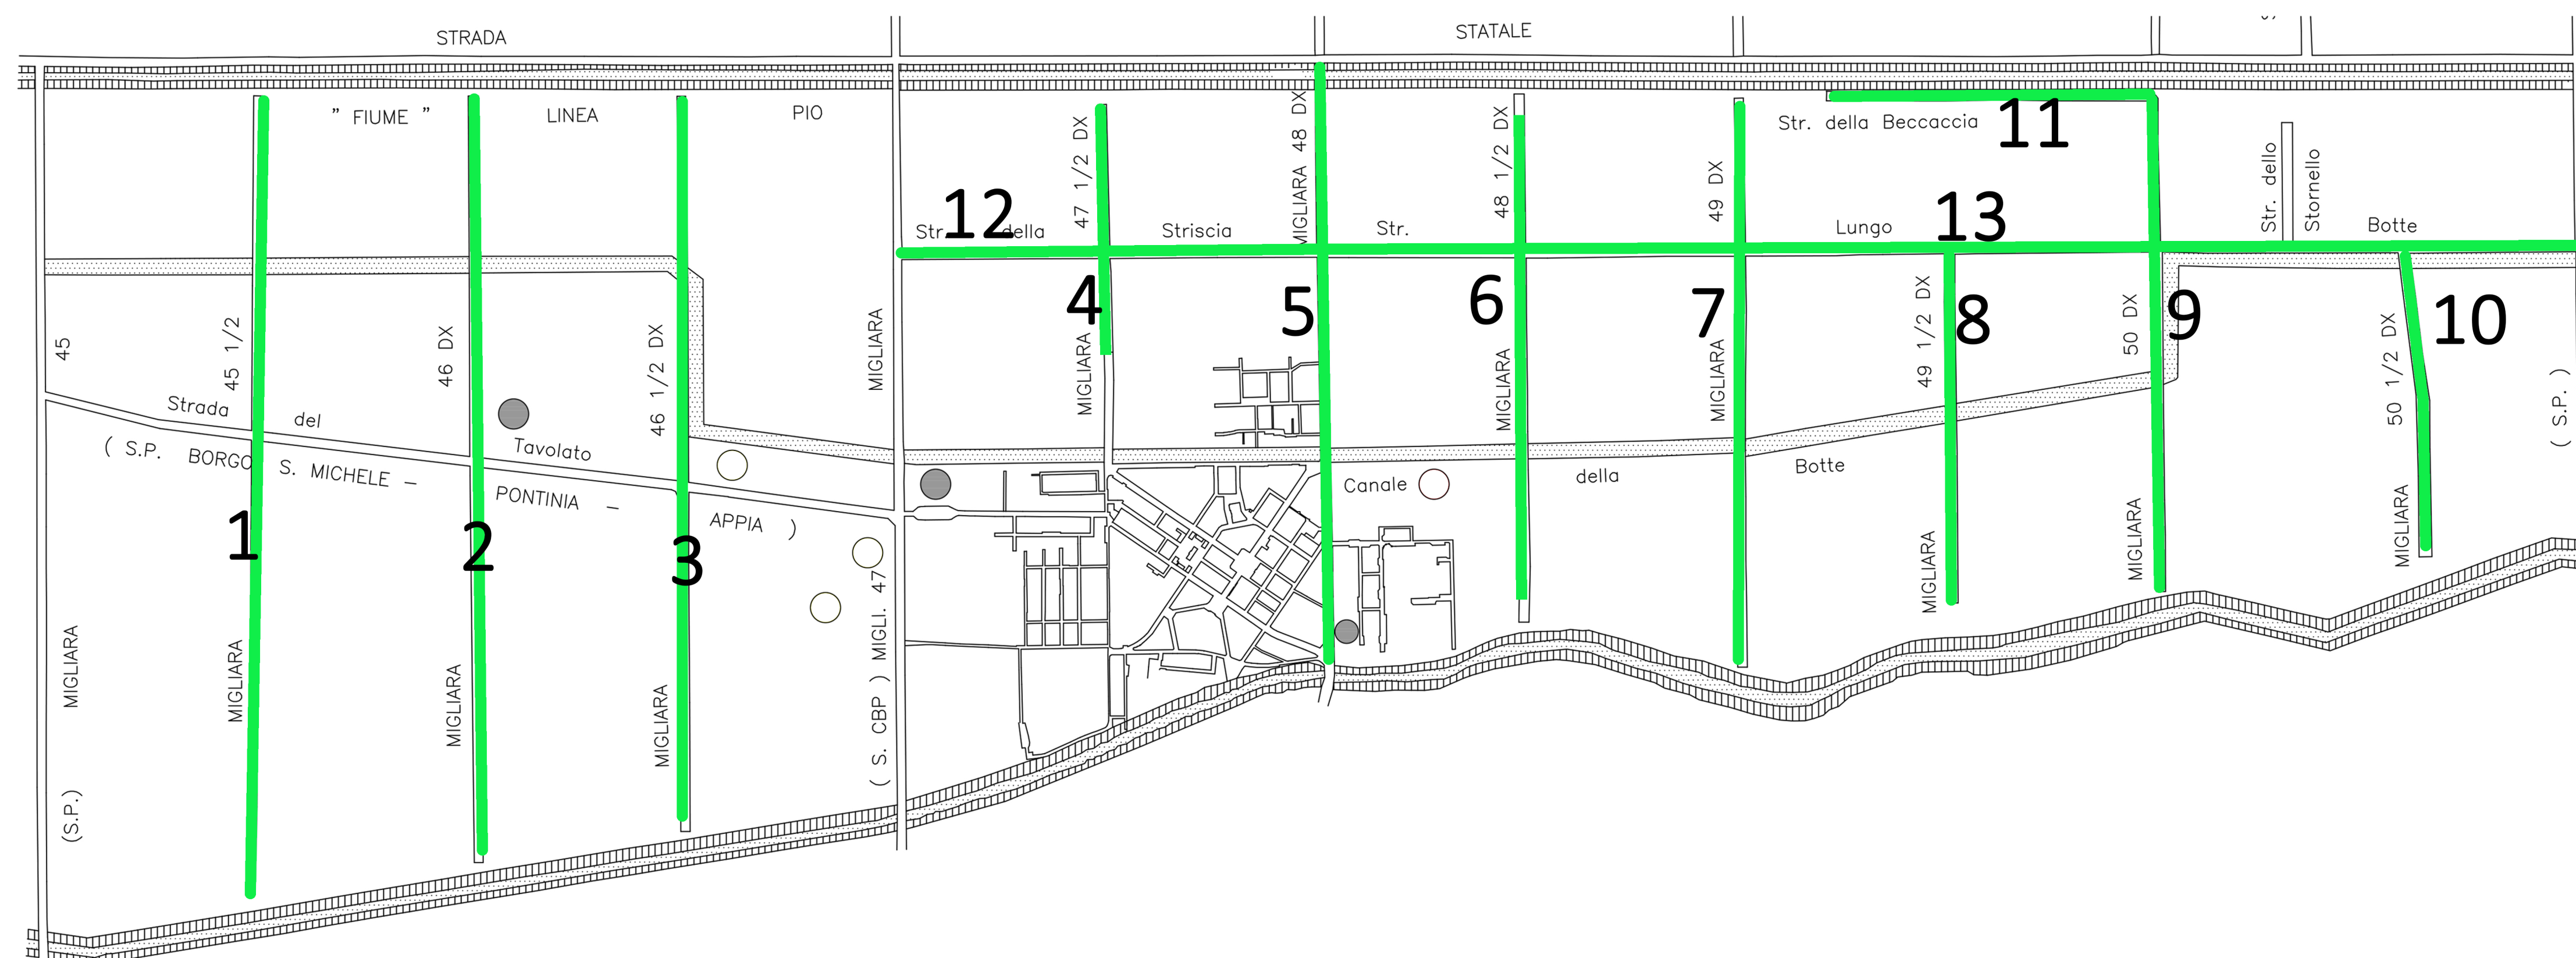 STRADA
STATALE
" FIUME "
LINEA
PIO
Str. della Beccaccia
11
12
13
Str. della
Striscia
Str.
Lungo
Botte
Str. dello
Stornello
47 1/2 DX
MIGLIARA 48 DX
48 1/2 DX
49 DX
4
5
6
7
8
9
10
45
45 1/2
46 DX
46 1/2 DX
MIGLIARA
MIGLIARA
MIGLIARA
MIGLIARA
49 1/2 DX
50 DX
50 1/2 DX
( S.P. )
Strada
del
Tavolato
( S.P. BORGO S. MICHELE -
PONTINIA -
APPIA )
Canale
della
Botte
1
2
3
MIGLIARA
MIGLIARA
MIGLIARA
MIGLIARA
MIGLIARA
MIGLIARA
MIGLIARA
(S.P.)
( S. CBP ) MIGLI. 47